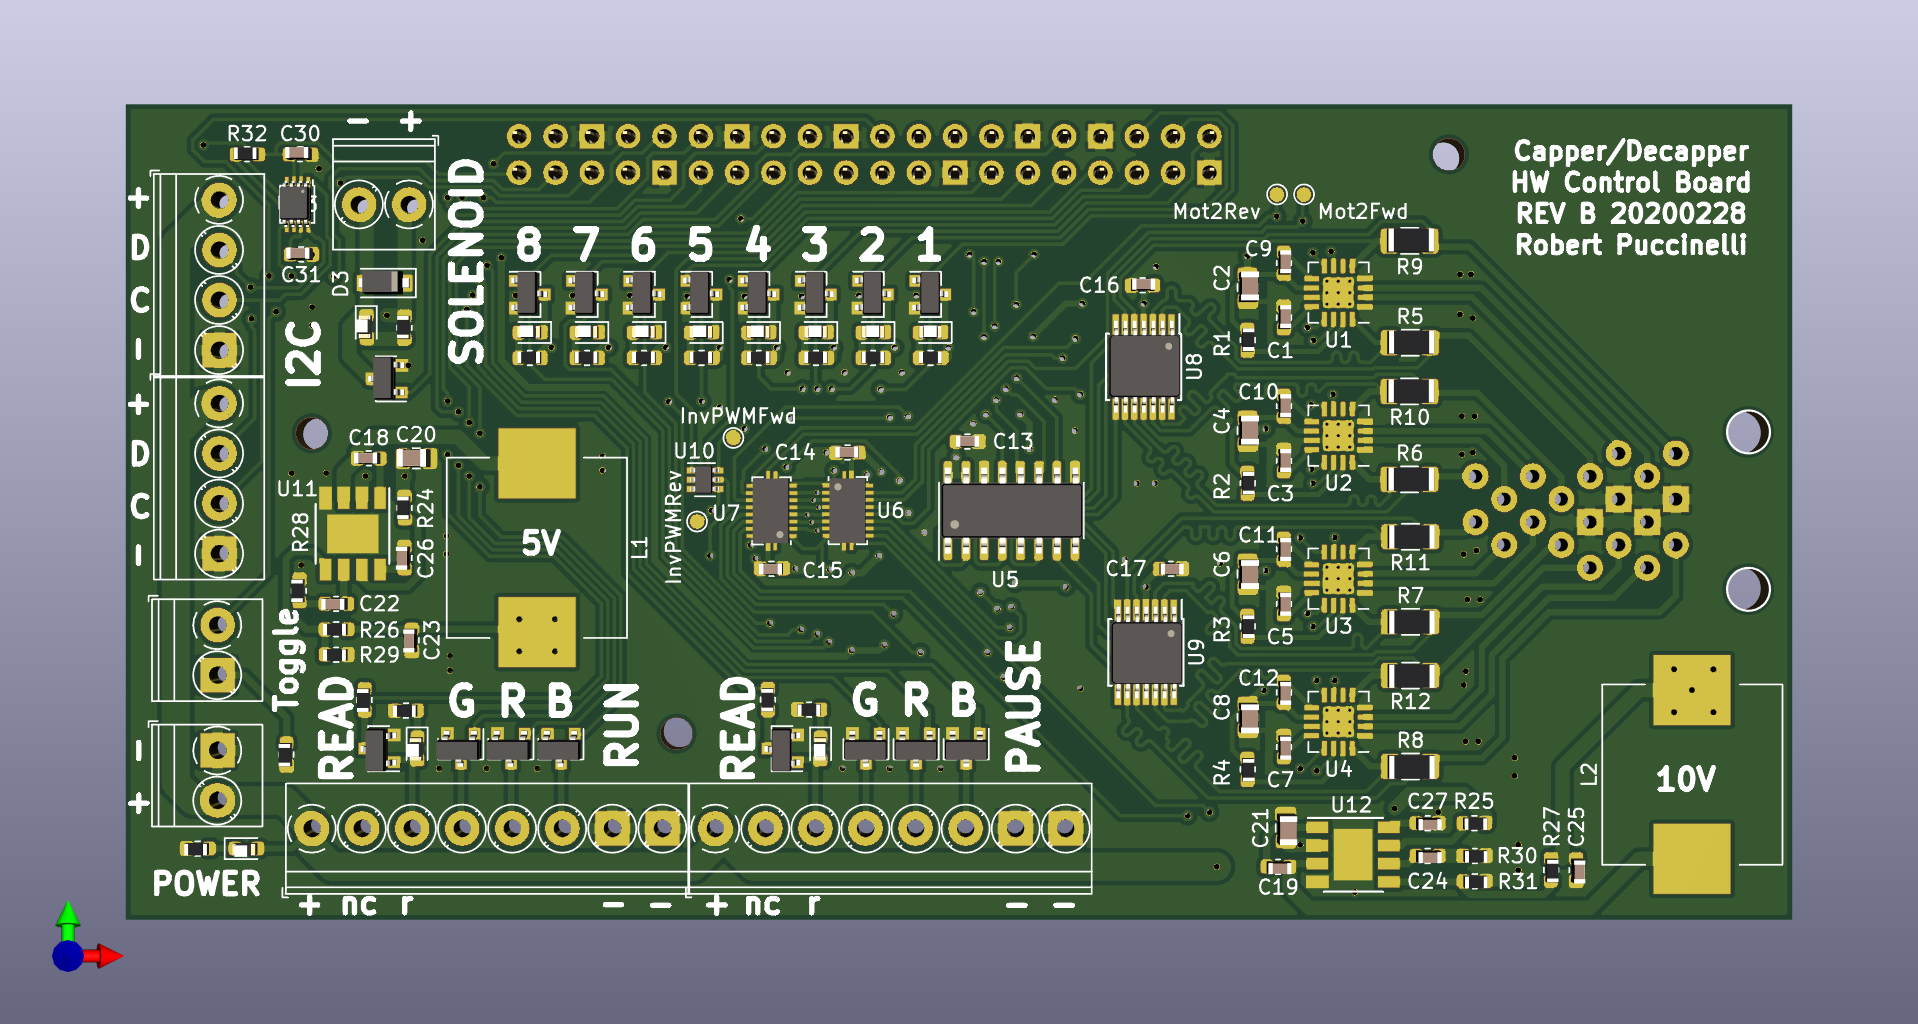 R32 C30
- +
Capper/Decapper
HW Control Board
REV B 20200228
Robert Puccinelli
+
D
C
-
C31
D3
I2C
SOLENOID
8 7 6 5 4 3 2 1
Mot2Rev Mot2Fwd
C9
C2
R9
C16
R1
C1
U1
R5
U8
+
D
C
-
C18 C20
U11
R24
R28
C26
5V
L1
InvPWMFwd
U10
C14
InvPWMRev
U7
U6
C15
C13
U5
C10
C4
R10
R6
R2
C3
U2
C11
C6
R11
C17
R7
R3
C5
U3
U9
C22
R26
R29
C23
Toggle
READ
G R B
RUN
READ
G R B
PAUSE
C12
C8
R12
R8
R4
C7
U4
L2
10V
-
+
POWER
+ nc r - -
+ nc r - -
U12
C21
C19
C27 R25
C24
R30
R31
R27
C25